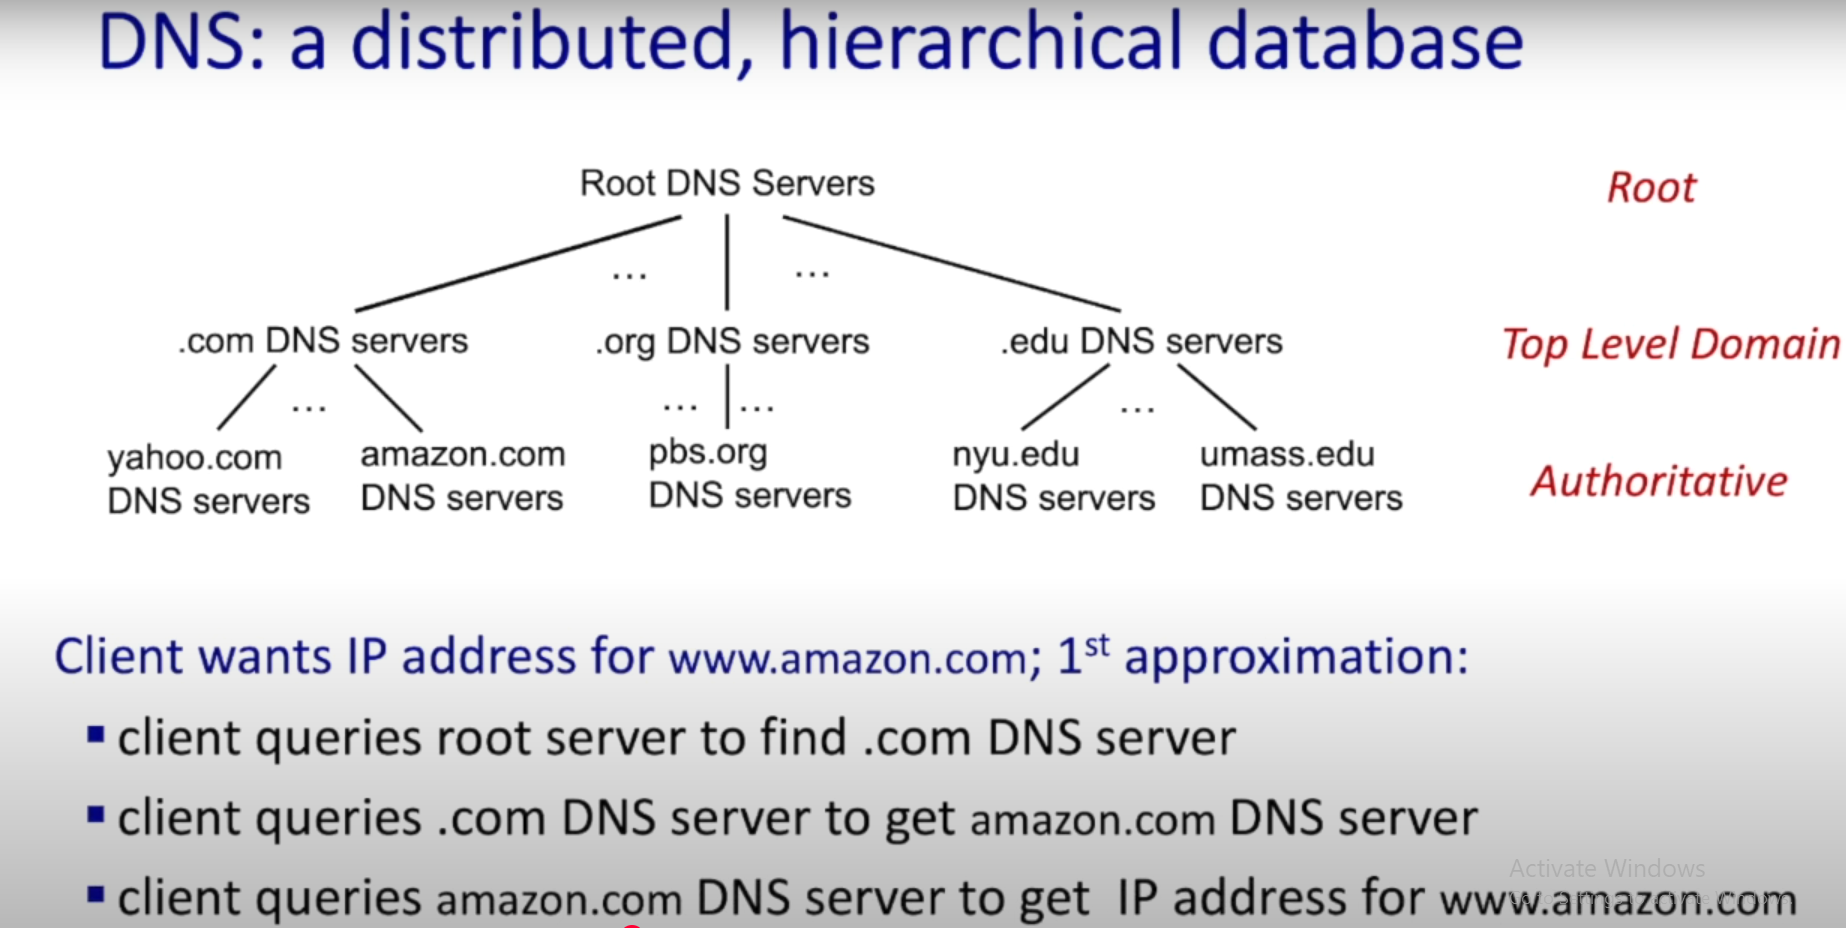 DNS: a distributed, hierarchical database
Root DNS Servers
Root
... ...
.com DNS servers .org DNS servers .edu DNS servers
Top Level Domain
... ... ... ...
yahoo.com DNS servers
amazon.com DNS servers
pbs.org DNS servers
nyu.edu DNS servers
umass.edu DNS servers
Authoritative
Client wants IP address for www.amazon.com; 1st approximation:
▪ client queries root server to find .com DNS server
▪ client queries .com DNS server to get amazon.com DNS server
▪ client queries amazon.com DNS server to get IP address for www.amazon.com
Activate Windows